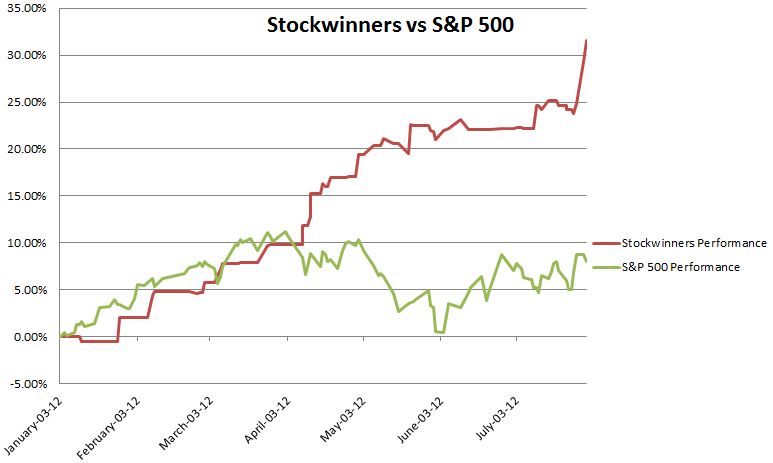 Stockwinners vs S&P 500
35.00%
30.00%
25.00%
20.00%
15.00%
10.00%
5.00%
0.00%
-5.00%
January-03-12
February-03-12
March-03-12
April-03-12
May-03-12
June-03-12
July-03-12
Stockwinners Performance
S&P 500 Performance